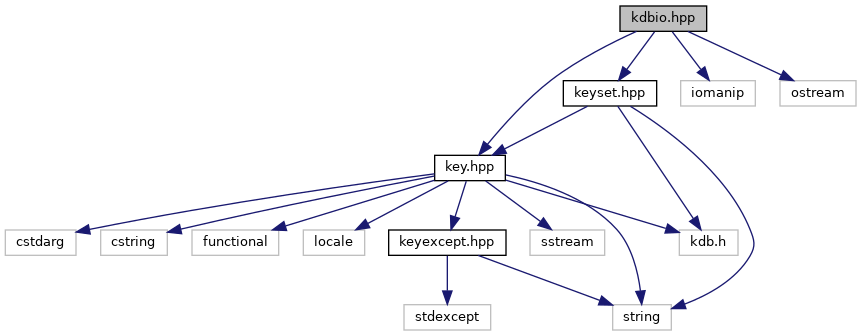 kdbio.hpp
keyset.hpp
iomanip
ostream
key.hpp
cstdarg
cstring
functional
locale
keyexcept.hpp
sstream
kdb.h
stdexcept
string